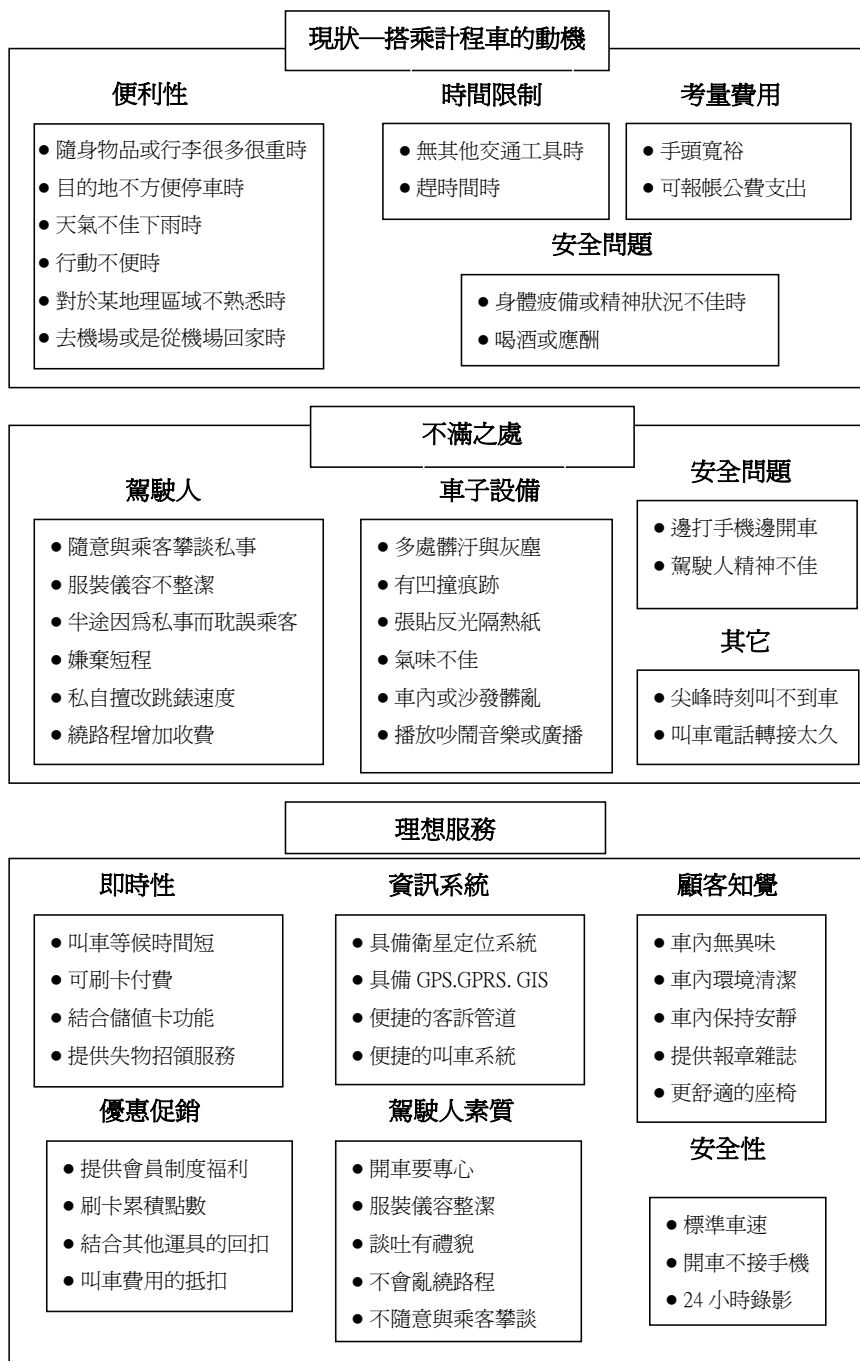 現狀─搭乘計程車的動機
便利性
● 隨身物品或行李很多很重時
● 目的地不方便停車時
● 天氣不佳下雨時
● 行動不便時
● 對於某地理區域不熟悉時
● 去機場或是從機場回家時
時間限制
● 無其他交通工具時
● 趕時間時
考量費用
● 手頭寬裕
● 可報帳公費支出
安全問題
● 身體疲備或精神狀況不佳時
● 喝酒或應酬
不滿之處
駕駛人
● 隨意與乘客攀談私事
● 服裝儀容不整潔
● 半途因為私事而耽誤乘客
● 嫌棄短程
● 私自擅改跳錶速度
● 繞路程增加收費
車子設備
● 多處髒汙與灰塵
● 有凹撞痕跡
● 張貼反光隔熱紙
● 氣味不佳
● 車內或沙發髒亂
● 播放吵鬧音樂或廣播
安全問題
● 邊打手機邊開車
● 駕駛人精神不佳
其它
● 尖峰時刻叫不到車
● 叫車電話轉接太久
理想服務
即時性
● 叫車等候時間短
● 可刷卡付費
● 結合儲值卡功能
● 提供失物招領服務
資訊系統
● 具備衛星定位系統
● 具備 GPS.GPRS. GIS
● 便捷的客訴管道
● 便捷的叫車系統
顧客知覺
● 車內無異味
● 車內環境清潔
● 車內保持安靜
● 提供報章雜誌
● 更舒適的座椅
優惠促銷
● 提供會員制度福利
● 刷卡累積點數
● 結合其他運具的回扣
● 叫車費用的抵扣
駕駛人素質
● 開車要專心
● 服裝儀容整潔
● 談吐有禮貌
● 不會亂繞路程
● 不隨意與乘客攀談
安全性
● 標準車速
● 開車不接手機
● 24 小時錄影